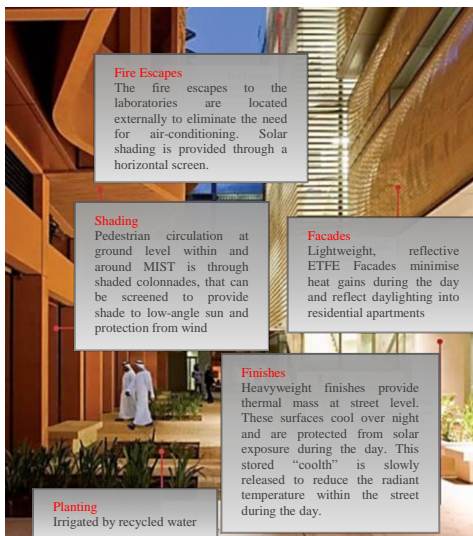 Fire Escapes
The fire escapes to the
laboratories are located
externally to eliminate the need
for air-conditioning. Solar
shading is provided through a
horizontal screen.
Shading
Pedestrian circulation at
ground level within and
around MIST is through
shaded colonnades, that can
be screened to provide
shade to low-angle sun and
protection from wind
Facades
Lightweight, reflective
ETFE Facades minimise
heat gains during the day
and reflect daylighting into
residential apartments
Finishes
Heavyweight finishes provide
thermal mass at street level.
These surfaces cool over night
and are protected from solar
exposure during the day. This
stored “coolth” is slowly
released to reduce the radiant
temperature within the street
during the day.
Planting
Irrigated by recycled water